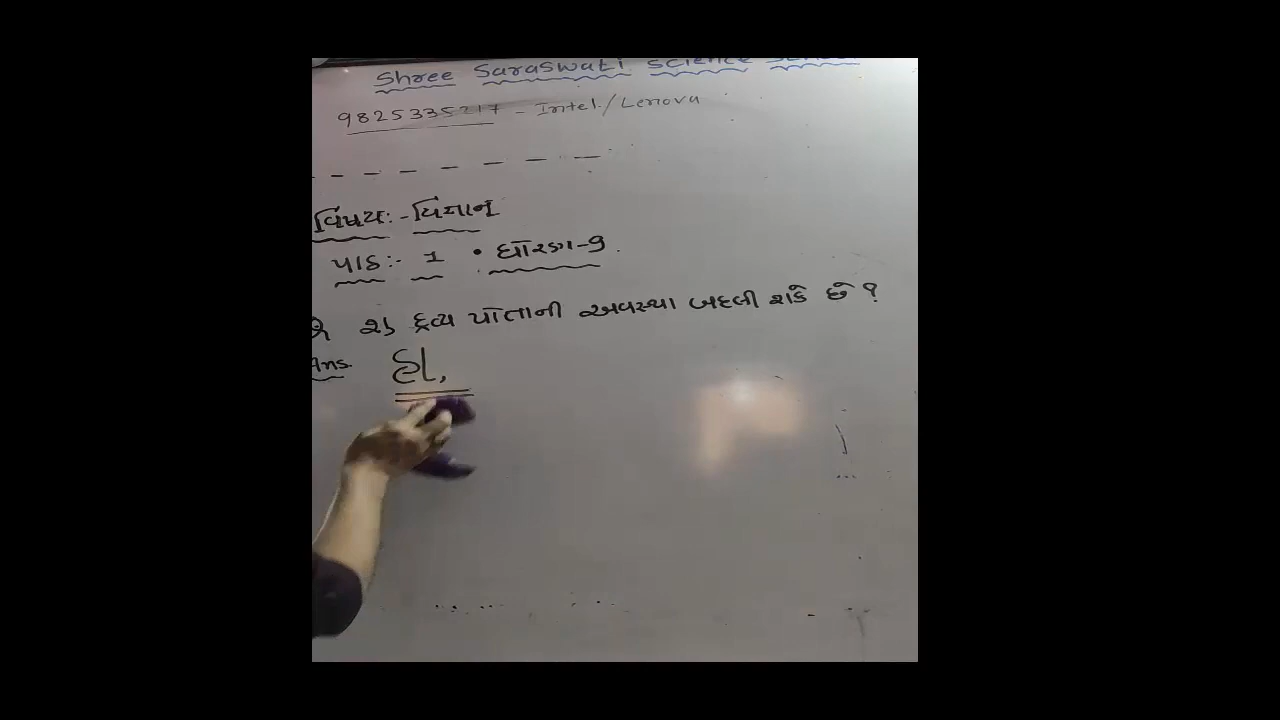 Shree Saraswati Science
9825335217 - Intel/Lenova
વિષય:- વિજ્ઞાન
પાઠ:- 1 • ધોરણ-9.
શું દ્રવ્ય પોતાની અવસ્થા બદલી શકે છે ?
Ans. હા,